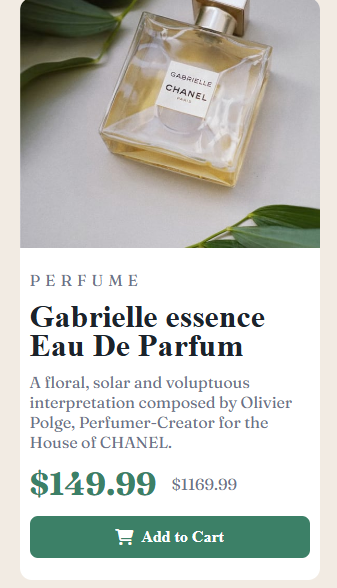 GABRIELLE
CHANEL
PARIS
PERFUME
Gabrielle essence
Eau De Parfum
A floral, solar and voluptuous
interpretation composed by Olivier
Polge, Perfumer-Creator for the
House of CHANEL.
$149.99 $1169.99
Add to Cart